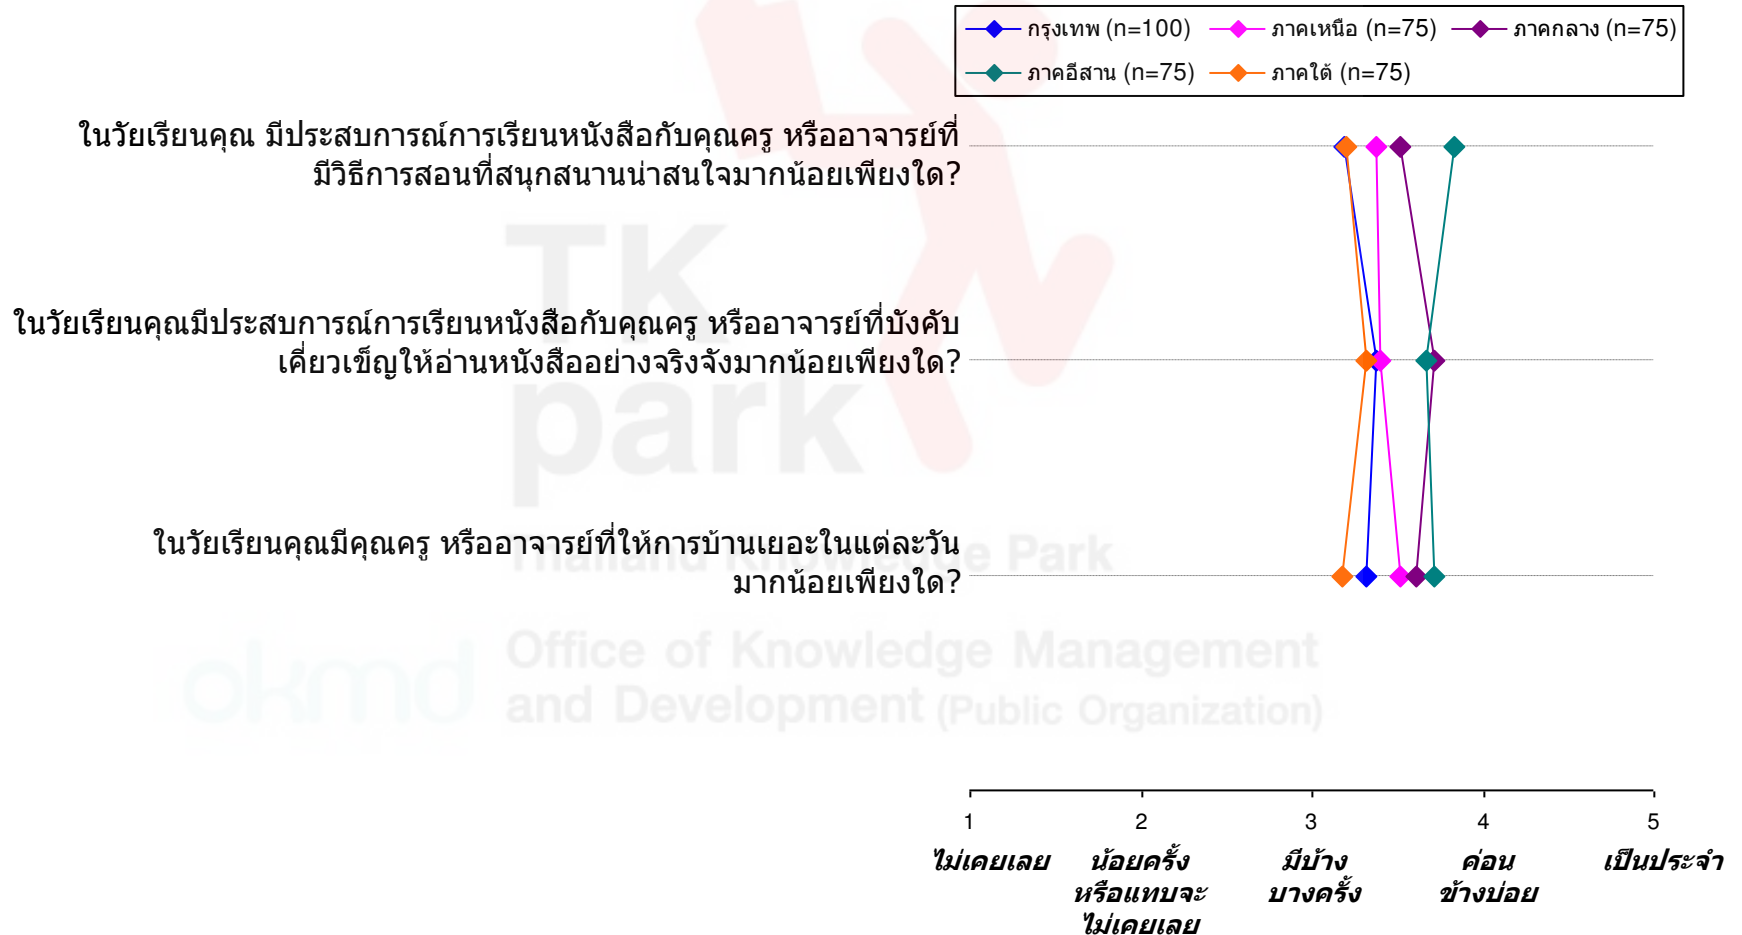 กรุงเทพ (n=100) ภาคเหนือ (n=75) ภาคกลาง (n=75)
ภาคอีสาน (n=75) ภาคใต้ (n=75)
ในวัยเรียนคุณ มีประสบการณ์การเรียนหนังสือกับคุณครู หรืออาจารย์ที่
มีวิธีการสอนที่สนุกสนานน่าสนใจมากน้อยเพียงใด?
TK
ในวัยเรียนคุณมีประสบการณ์การเรียนหนังสือกับคุณครู หรืออาจารย์ที่บังคับ
เคี่ยวเข็ญให้อ่านหนังสืออย่างจริงจังมากน้อยเพียงใด?
park
ในวัยเรียนคุณมีคุณครู หรืออาจารย์ที่ให้การบ้านเยอะในแต่ละวัน
มากน้อยเพียงใด?
Thailand Knowledge Park
okmd
Office of Knowledge Management
and Development (Public Organization)
1 2 3 4 5
ไม่เคยเลย น้อยครั้ง มีบ้าง ค่อน เป็นประจำ
หรือแทบจะ บางครั้ง ข้างบ่อย
ไม่เคยเลย